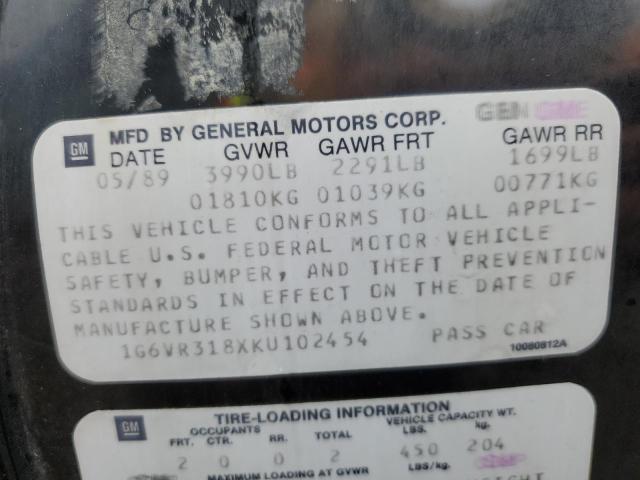 GEN GME
GM MFD BY GENERAL MOTORS CORP.
DATE GVWR GAWR FRT GAWR RR
05/89 3990LB 2291LB 1699LB
01810KG 01039KG 00771KG
THIS VEHICLE CONFORMS TO ALL APPLI-
CABLE U.S. FEDERAL MOTOR VEHICLE
SAFETY, BUMPER, AND THEFT PREVENTION
STANDARDS IN EFFECT ON THE DATE OF
MANUFACTURE SHOWN ABOVE.
1G6VR318XKU102454 PASS CAR
10080812A
GM TIRE-LOADING INFORMATION
OCCUPANTS VEHICLE CAPACITY WT.
FRT. CTR. RR. TOTAL LBS. kg.
2 0 0 2 450 204
MAXIMUM LOADING AT GVWR LBS/kg.